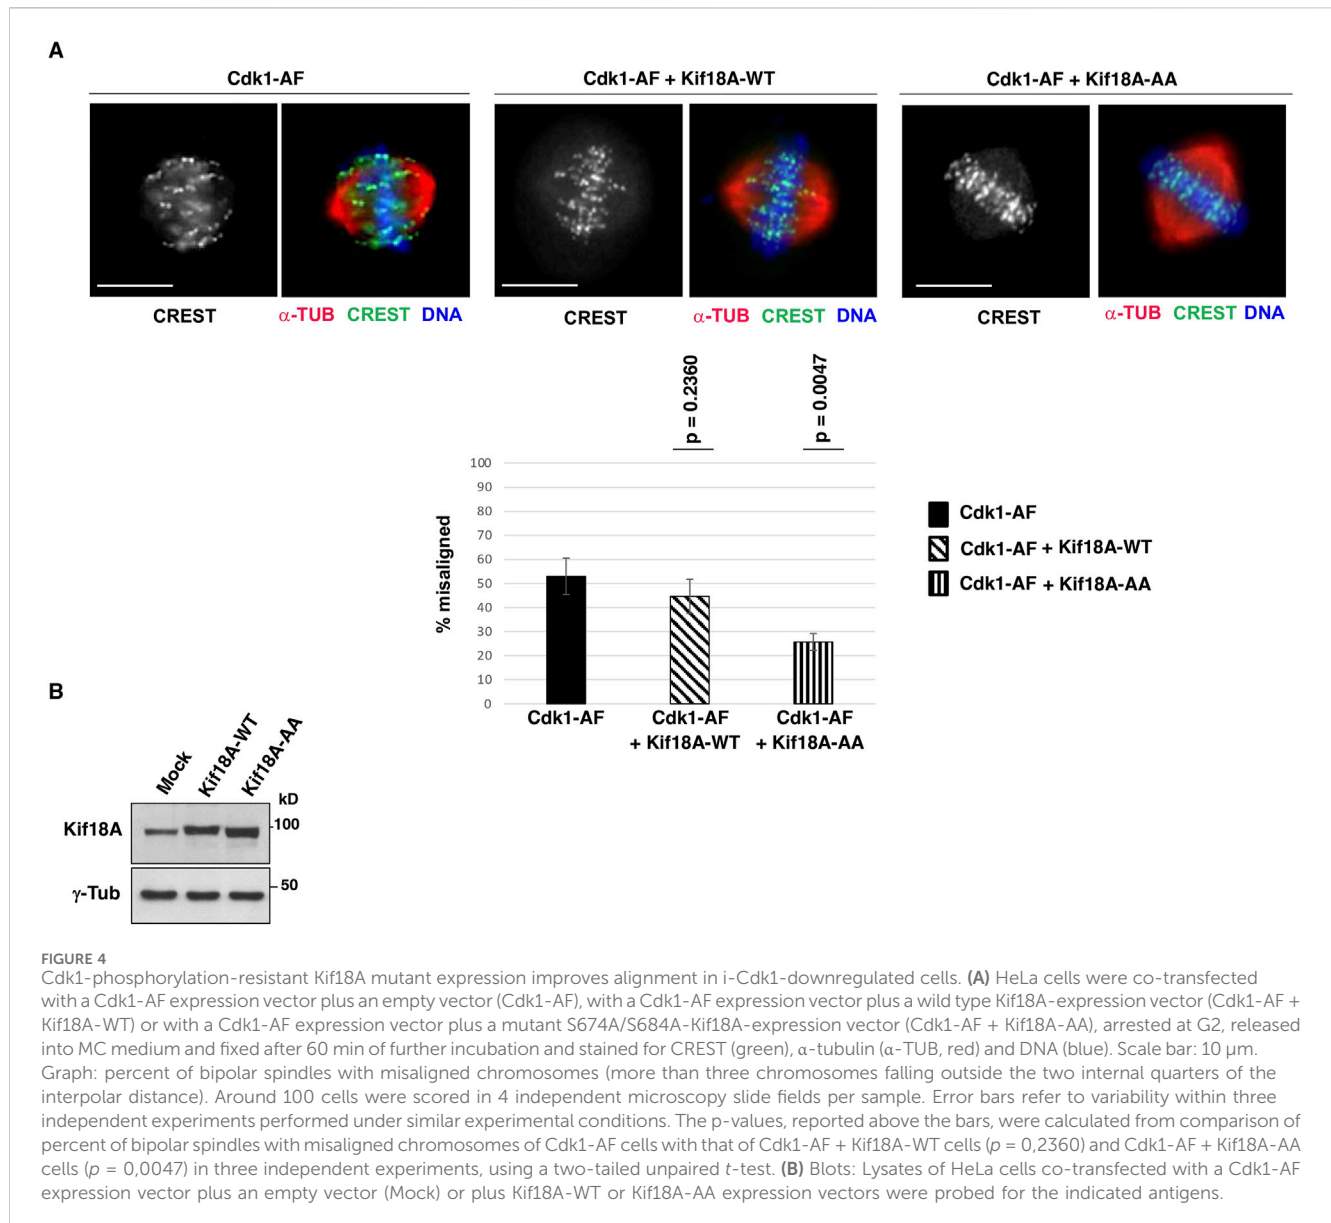 A
Cdk1-AF
Cdk1-AF + Kif18A-WT
Cdk1-AF + Kif18A-AA
CREST
α-TUB CREST DNA
CREST
α-TUB CREST DNA
CREST
α-TUB CREST DNA
p = 0.2360
p = 0.0047
% misaligned
100
90
80
70
60
50
40
30
20
10
0
Cdk1-AF
Cdk1-AF
+ Kif18A-WT
Cdk1-AF
+ Kif18A-AA
Cdk1-AF
Cdk1-AF + Kif18A-WT
Cdk1-AF + Kif18A-AA
B
Mock
Kif18A-WT
Kif18A-AA
kD
Kif18A
100
γ-Tub
50
FIGURE 4
Cdk1-phosphorylation-resistant Kif18A mutant expression improves alignment in i-Cdk1-downregulated cells. (A) HeLa cells were co-transfected
with a Cdk1-AF expression vector plus an empty vector (Cdk1-AF), with a Cdk1-AF expression vector plus a wild type Kif18A-expression vector (Cdk1-AF +
Kif18A-WT) or with a Cdk1-AF expression vector plus a mutant S674A/S684A-Kif18A-expression vector (Cdk1-AF + Kif18A-AA), arrested at G2, released
into MC medium and fixed after 60 min of further incubation and stained for CREST (green), α-tubulin (α-TUB, red) and DNA (blue). Scale bar: 10 μm.
Graph: percent of bipolar spindles with misaligned chromosomes (more than three chromosomes falling outside the two internal quarters of the
interpolar distance). Around 100 cells were scored in 4 independent microscopy slide fields per sample. Error bars refer to variability within three
independent experiments performed under similar experimental conditions. The p-values, reported above the bars, were calculated from comparison of
percent of bipolar spindles with misaligned chromosomes of Cdk1-AF cells with that of Cdk1-AF + Kif18A-WT cells (p = 0,2360) and Cdk1-AF + Kif18A-AA
cells (p = 0,0047) in three independent experiments, using a two-tailed unpaired t-test. (B) Blots: Lysates of HeLa cells co-transfected with a Cdk1-AF
expression vector plus an empty vector (Mock) or plus Kif18A-WT or Kif18A-AA expression vectors were probed for the indicated antigens.